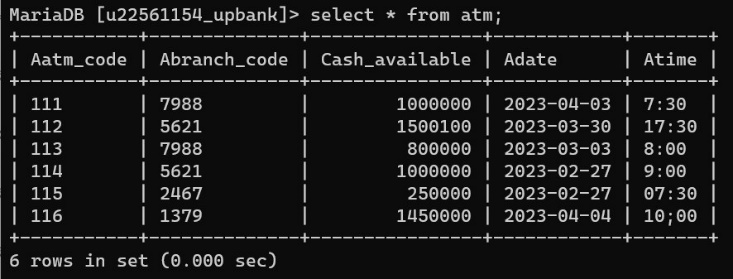 MariaDB [u22561154_upbank]> select * from atm;
+-----------+--------------+----------------+------------+-------+
| Aatm_code | Abranch_code | Cash_available | Adate      | Atime |
+-----------+--------------+----------------+------------+-------+
| 111       | 7988         |        1000000 | 2023-04-03 | 7:30  |
| 112       | 5621         |        1500100 | 2023-03-30 | 17:30 |
| 113       | 7988         |         800000 | 2023-03-03 | 8:00  |
| 114       | 5621         |        1000000 | 2023-02-27 | 9:00  |
| 115       | 2467         |         250000 | 2023-02-27 | 07:30 |
| 116       | 1379         |        1450000 | 2023-04-04 | 10;00 |
+-----------+--------------+----------------+------------+-------+
6 rows in set (0.000 sec)